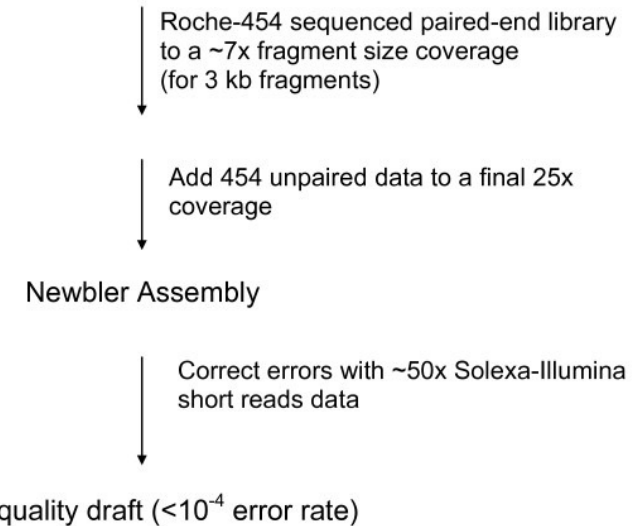 Roche-454 sequenced paired-end library
to a ~7x fragment size coverage
(for 3 kb fragments)
Add 454 unpaired data to a final 25x
coverage
Newbler Assembly
Correct errors with ~50x Solexa-Illumina
short reads data
quality draft (<10⁻⁴ error rate)